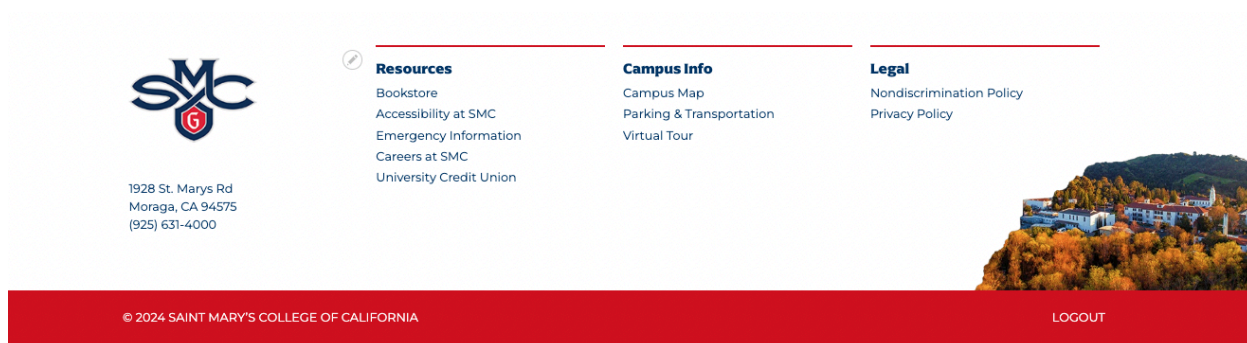 SMC
G
1928 St. Marys Rd
Moraga, CA 94575
(925) 631-4000
Resources
Bookstore
Accessibility at SMC
Emergency Information
Careers at SMC
University Credit Union
Campus Info
Campus Map
Parking & Transportation
Virtual Tour
Legal
Nondiscrimination Policy
Privacy Policy
© 2024 SAINT MARY'S COLLEGE OF CALIFORNIA
LOGOUT